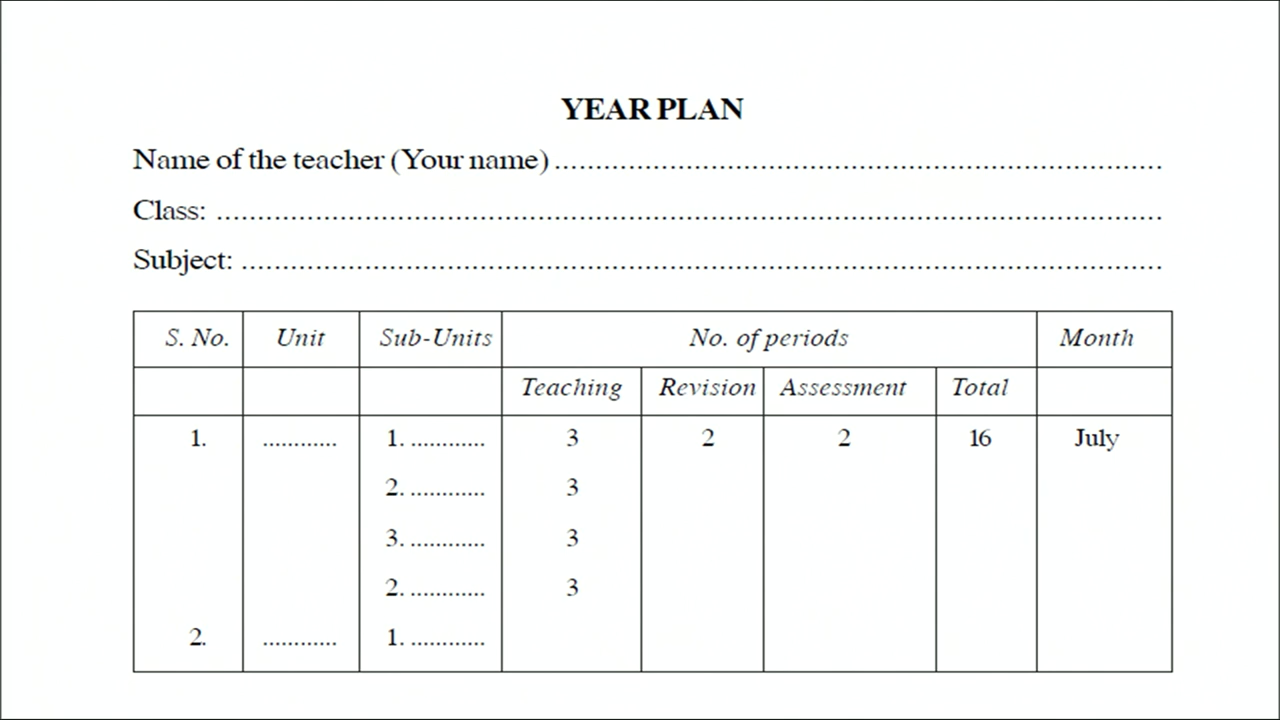 YEAR PLAN
Name of the teacher (Your name) ..........................................................................
Class: ...................................................................................................................
Subject: ................................................................................................................
S. No. Unit Sub-Units No. of periods Month
Teaching Revision Assessment Total
1. ............ 1. ............ 3 2 2 16 July
2. ............ 3
3. ............ 3
2. ............ 3
2. ............ 1. ............